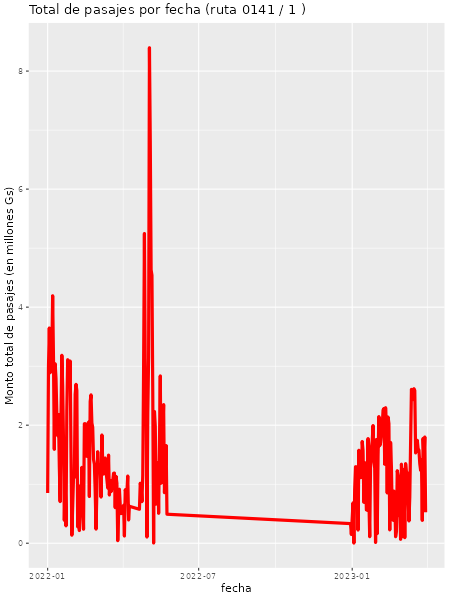 Total de pasajes por fecha (ruta 0141 / 1 )
Monto total de pasajes (en millones Gs)
8
6
4
2
0
2022-01
2022-07
2023-01
fecha